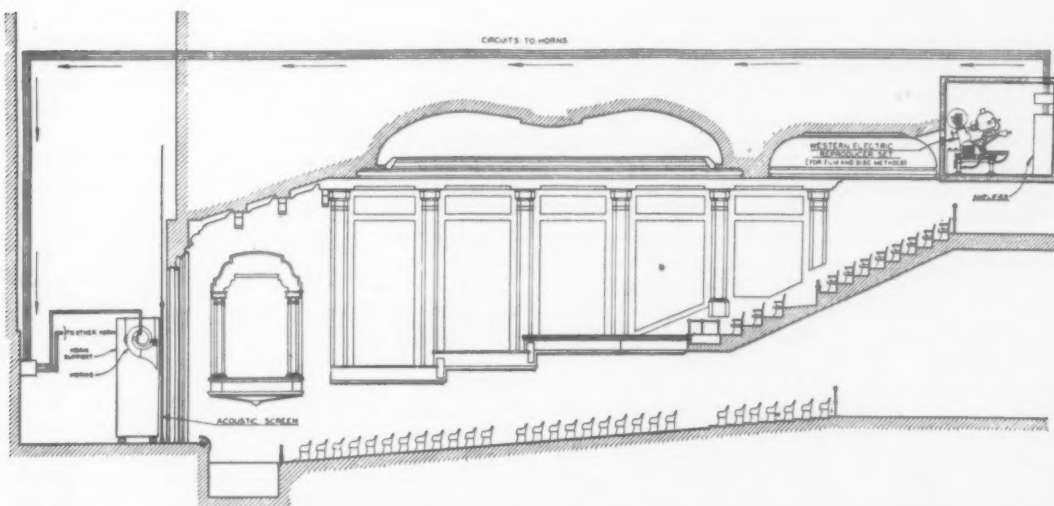 CIRCUITS TO HORNS
WESTERN ELECTRIC
REPRODUCER SET
(FOR FILM AND DISC METHODS)
AMPLIFIER
TO OTHER HORN
HORN
SUPPORT
HORNS
ACOUSTIC SCREEN